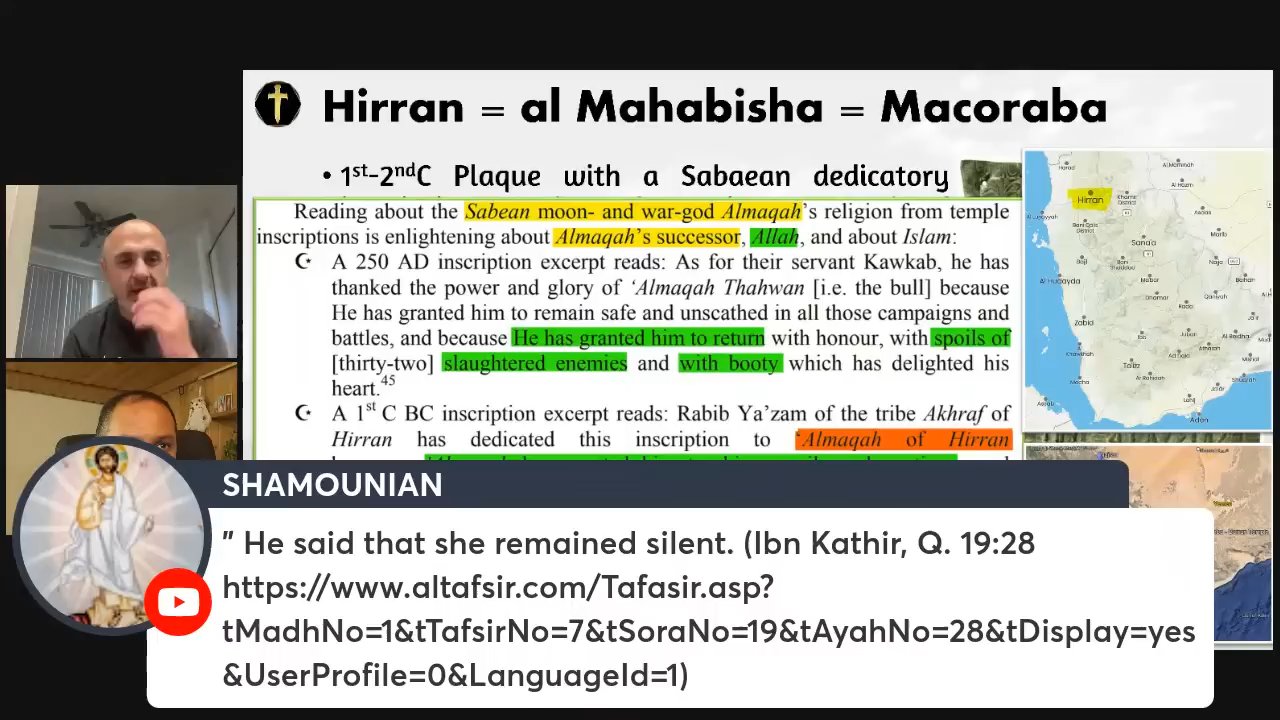 Hirran = al Mahabisha = Macoraba
• 1st-2ndC Plaque with a Sabaean dedicatory
Reading about the Sabean moon- and war-god Almaqah's religion from temple
inscriptions is enlightening about Almaqah's successor, Allah, and about Islam:
A 250 AD inscription excerpt reads: As for their servant Kawkab, he has
thanked the power and glory of 'Almaqah Thahwan [i.e. the bull] because
He has granted him to remain safe and unscathed in all those campaigns and
battles, and because He has granted him to return with honour, with spoils of
[thirty-two] slaughtered enemies and with booty which has delighted his
heart.45
A 1st C BC inscription excerpt reads: Rabib Ya'zam of the tribe Akhraf of
Hirran has dedicated this inscription to 'Almaqah of Hirran
Hirran
Sana'a
Al Hudayda
Zabid
Aden
SHAMOUNIAN
" He said that she remained silent. (Ibn Kathir, Q. 19:28
https://www.altafsir.com/Tafasir.asp?
tMadhNo=1&tTafsirNo=7&tSoraNo=19&tAyahNo=28&tDisplay=yes
&UserProfile=0&LanguageId=1)